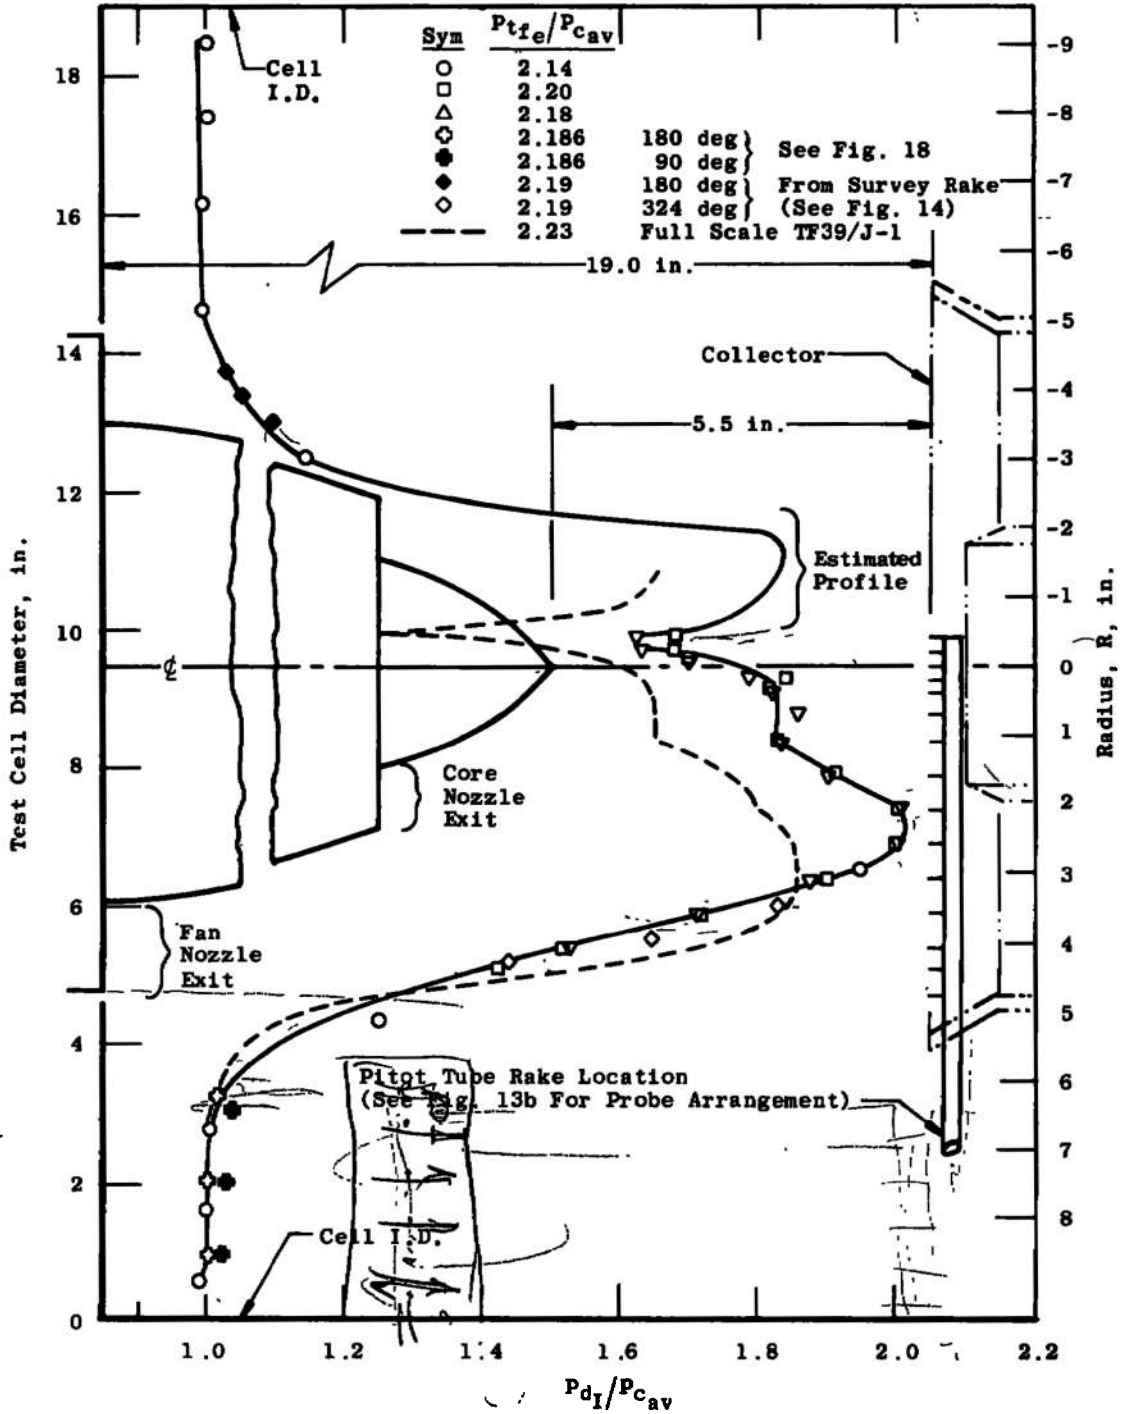 Sym Ptfe/Pcav
2.14
2.20
2.18
2.186 180 deg} See Fig. 18
2.186 90 deg}
2.19 180 deg} From Survey Rake
2.19 324 deg} (See Fig. 14)
2.23 Full Scale TF39/J-1
Cell
I.D.
19.0 in.
Collector
5.5 in.
Estimated
Profile
℄
Core
Nozzle
Exit
Fan
Nozzle
Exit
Pitot Tube Rake Location
(See Fig. 13b For Probe Arrangement)
Cell I.D.
Test Cell Diameter, in.
18
16
14
12
10
8
6
4
2
0
Radius, R, in.
-9
-8
-7
-6
-5
-4
-3
-2
-1
0
1
2
3
4
5
6
7
8
1.0 1.2 1.4 1.6 1.8 2.0 2.2
PdI/Pcav